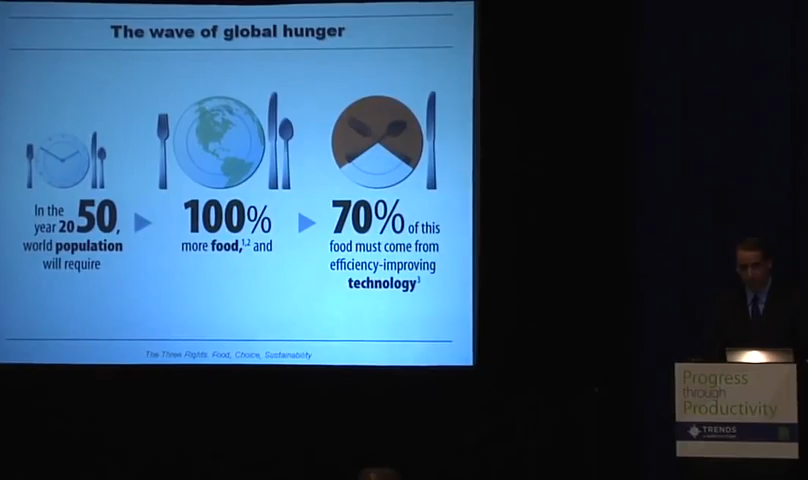 The wave of global hunger
In the
year 2050,
world population
will require
100%
more food,1,2 and
70% of this
food must come from
efficiency-improving
technology3
The Three Rights: Food, Choice, Sustainability
Progress
through
Productivity
TRENDS